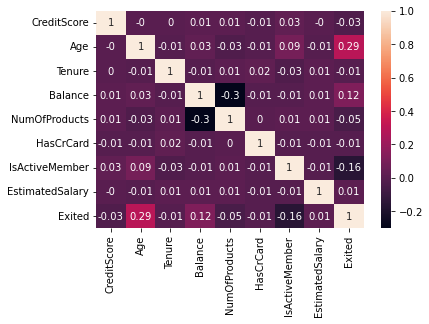 CreditScore 1 -0 0 0.01 0.01 -0.01 0.03 -0 -0.03
Age -0 1 -0.01 0.03 -0.03 -0.01 0.09 -0.01 0.29
Tenure 0 -0.01 1 -0.01 0.01 0.02 -0.03 0.01 -0.01
Balance 0.01 0.03 -0.01 1 -0.3 -0.01 -0.01 0.01 0.12
NumOfProducts 0.01 -0.03 0.01 -0.3 1 0 0.01 0.01 -0.05
HasCrCard -0.01 -0.01 0.02 -0.01 0 1 -0.01 -0.01 -0.01
IsActiveMember 0.03 0.09 -0.03 -0.01 0.01 -0.01 1 -0.01 -0.16
EstimatedSalary -0 -0.01 0.01 0.01 0.01 -0.01 -0.01 1 0.01
Exited -0.03 0.29 -0.01 0.12 -0.05 -0.01 -0.16 0.01 1
CreditScore
Age
Tenure
Balance
NumOfProducts
HasCrCard
IsActiveMember
EstimatedSalary
Exited
1.0
0.8
0.6
0.4
0.2
0.0
-0.2